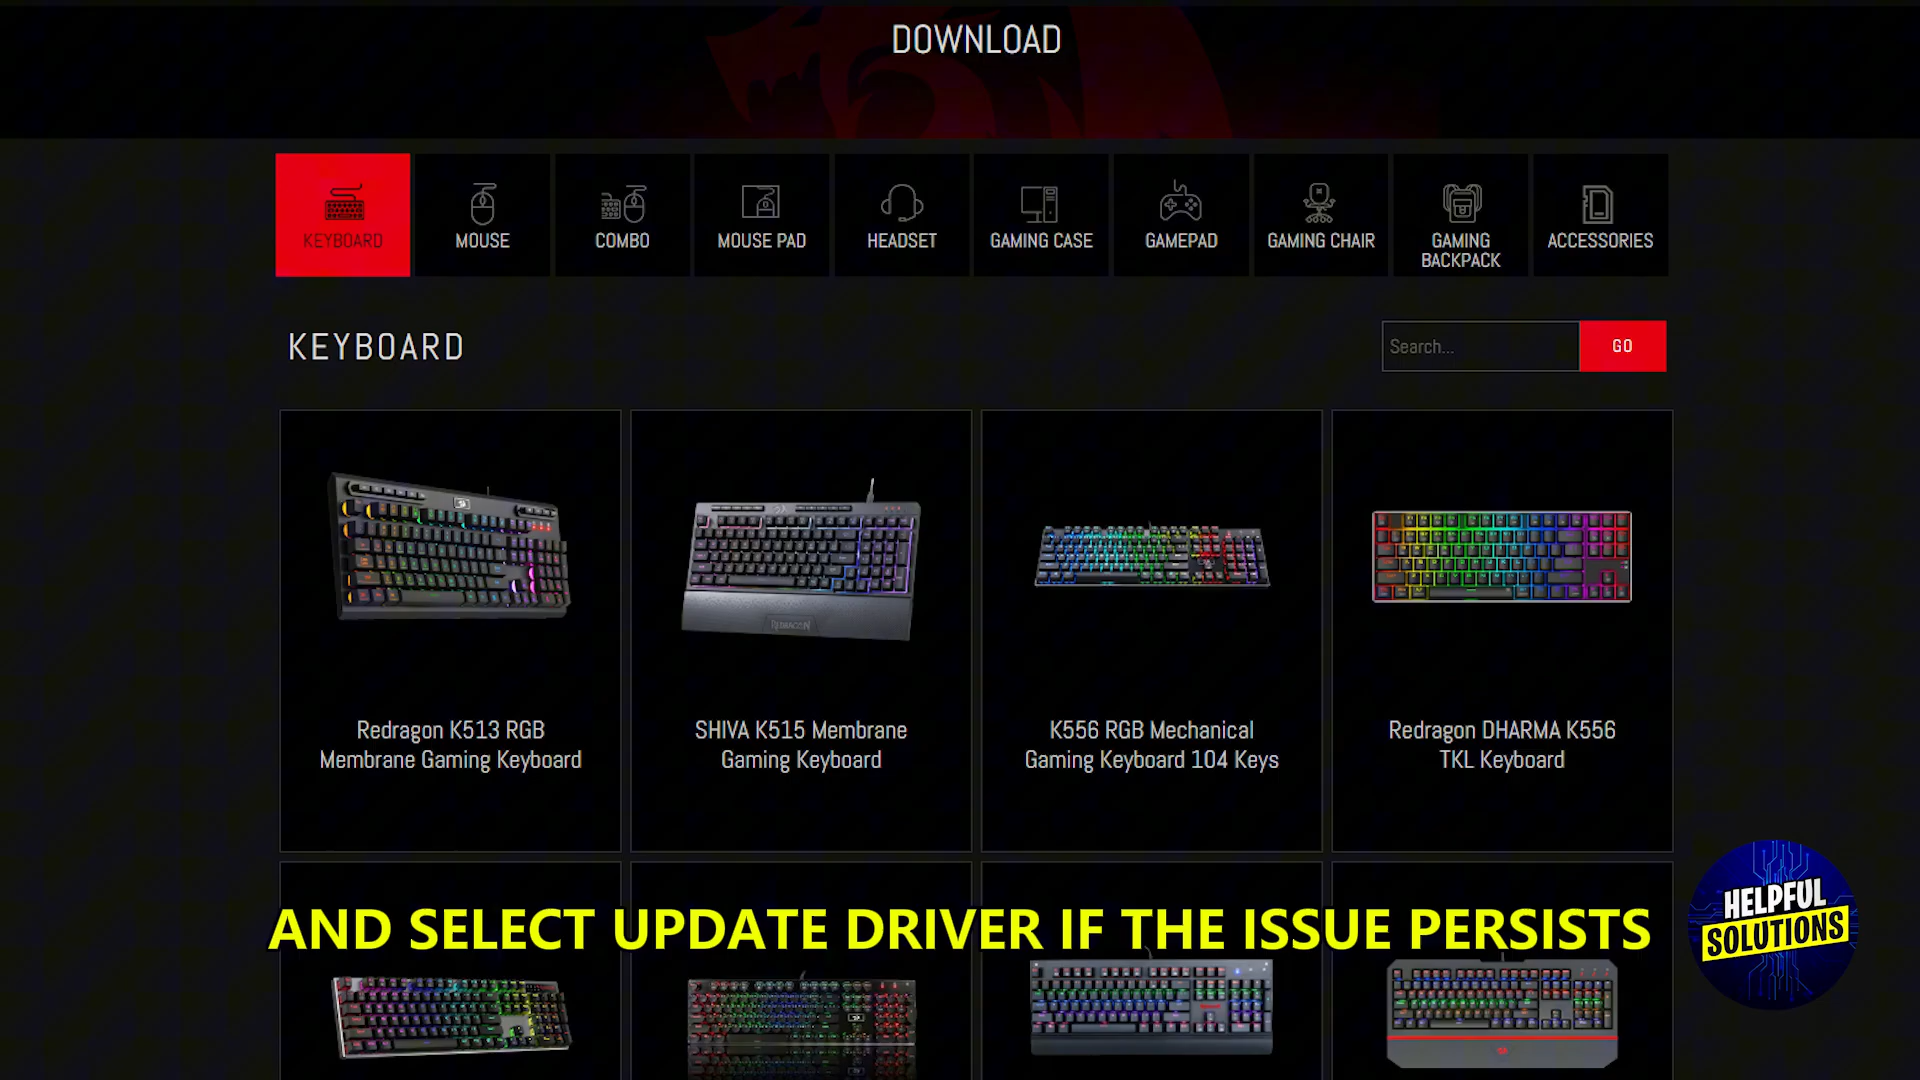 DOWNLOAD
KEYBOARD
MOUSE
COMBO
MOUSE PAD
HEADSET
GAMING CASE
GAMEPAD
GAMING CHAIR
GAMING
BACKPACK
ACCESSORIES
KEYBOARD
Search...
GO
REDRAGON
Redragon K513 RGB
Membrane Gaming Keyboard
SHIVA K515 Membrane
Gaming Keyboard
K556 RGB Mechanical
Gaming Keyboard 104 Keys
Redragon DHARMA K556
TKL Keyboard
AND SELECT UPDATE DRIVER IF THE ISSUE PERSISTS
HELPFUL
SOLUTIONS